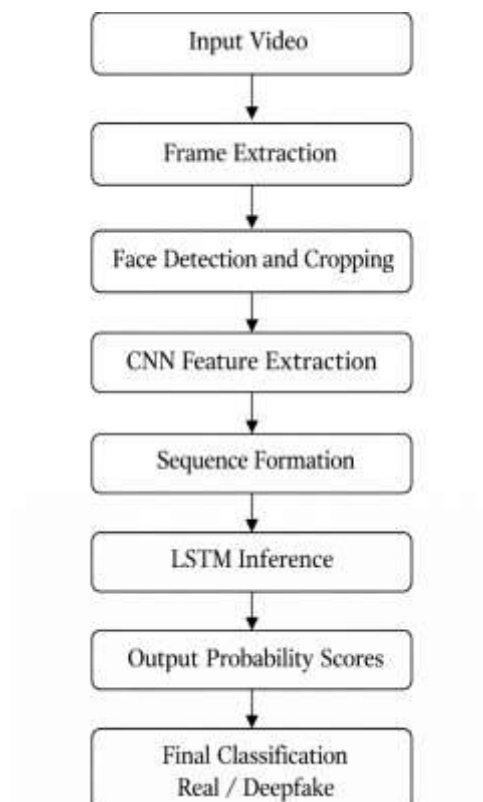 Input Video
Frame Extraction
Face Detection and Cropping
CNN Feature Extraction
Sequence Formation
LSTM Inference
Output Probability Scores
Final Classification
Real / Deepfake